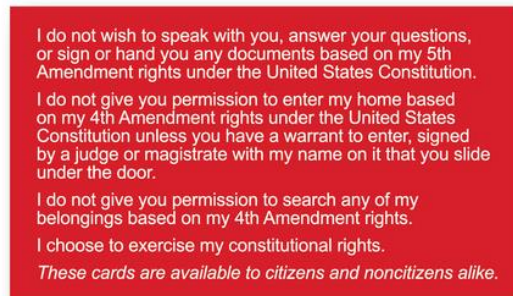 I do not wish to speak with you, answer your questions,
or sign or hand you any documents based on my 5th
Amendment rights under the United States Constitution.
I do not give you permission to enter my home based
on my 4th Amendment rights under the United States
Constitution unless you have a warrant to enter, signed
by a judge or magistrate with my name on it that you slide
under the door.
I do not give you permission to search any of my
belongings based on my 4th Amendment rights.
I choose to exercise my constitutional rights.
These cards are available to citizens and noncitizens alike.